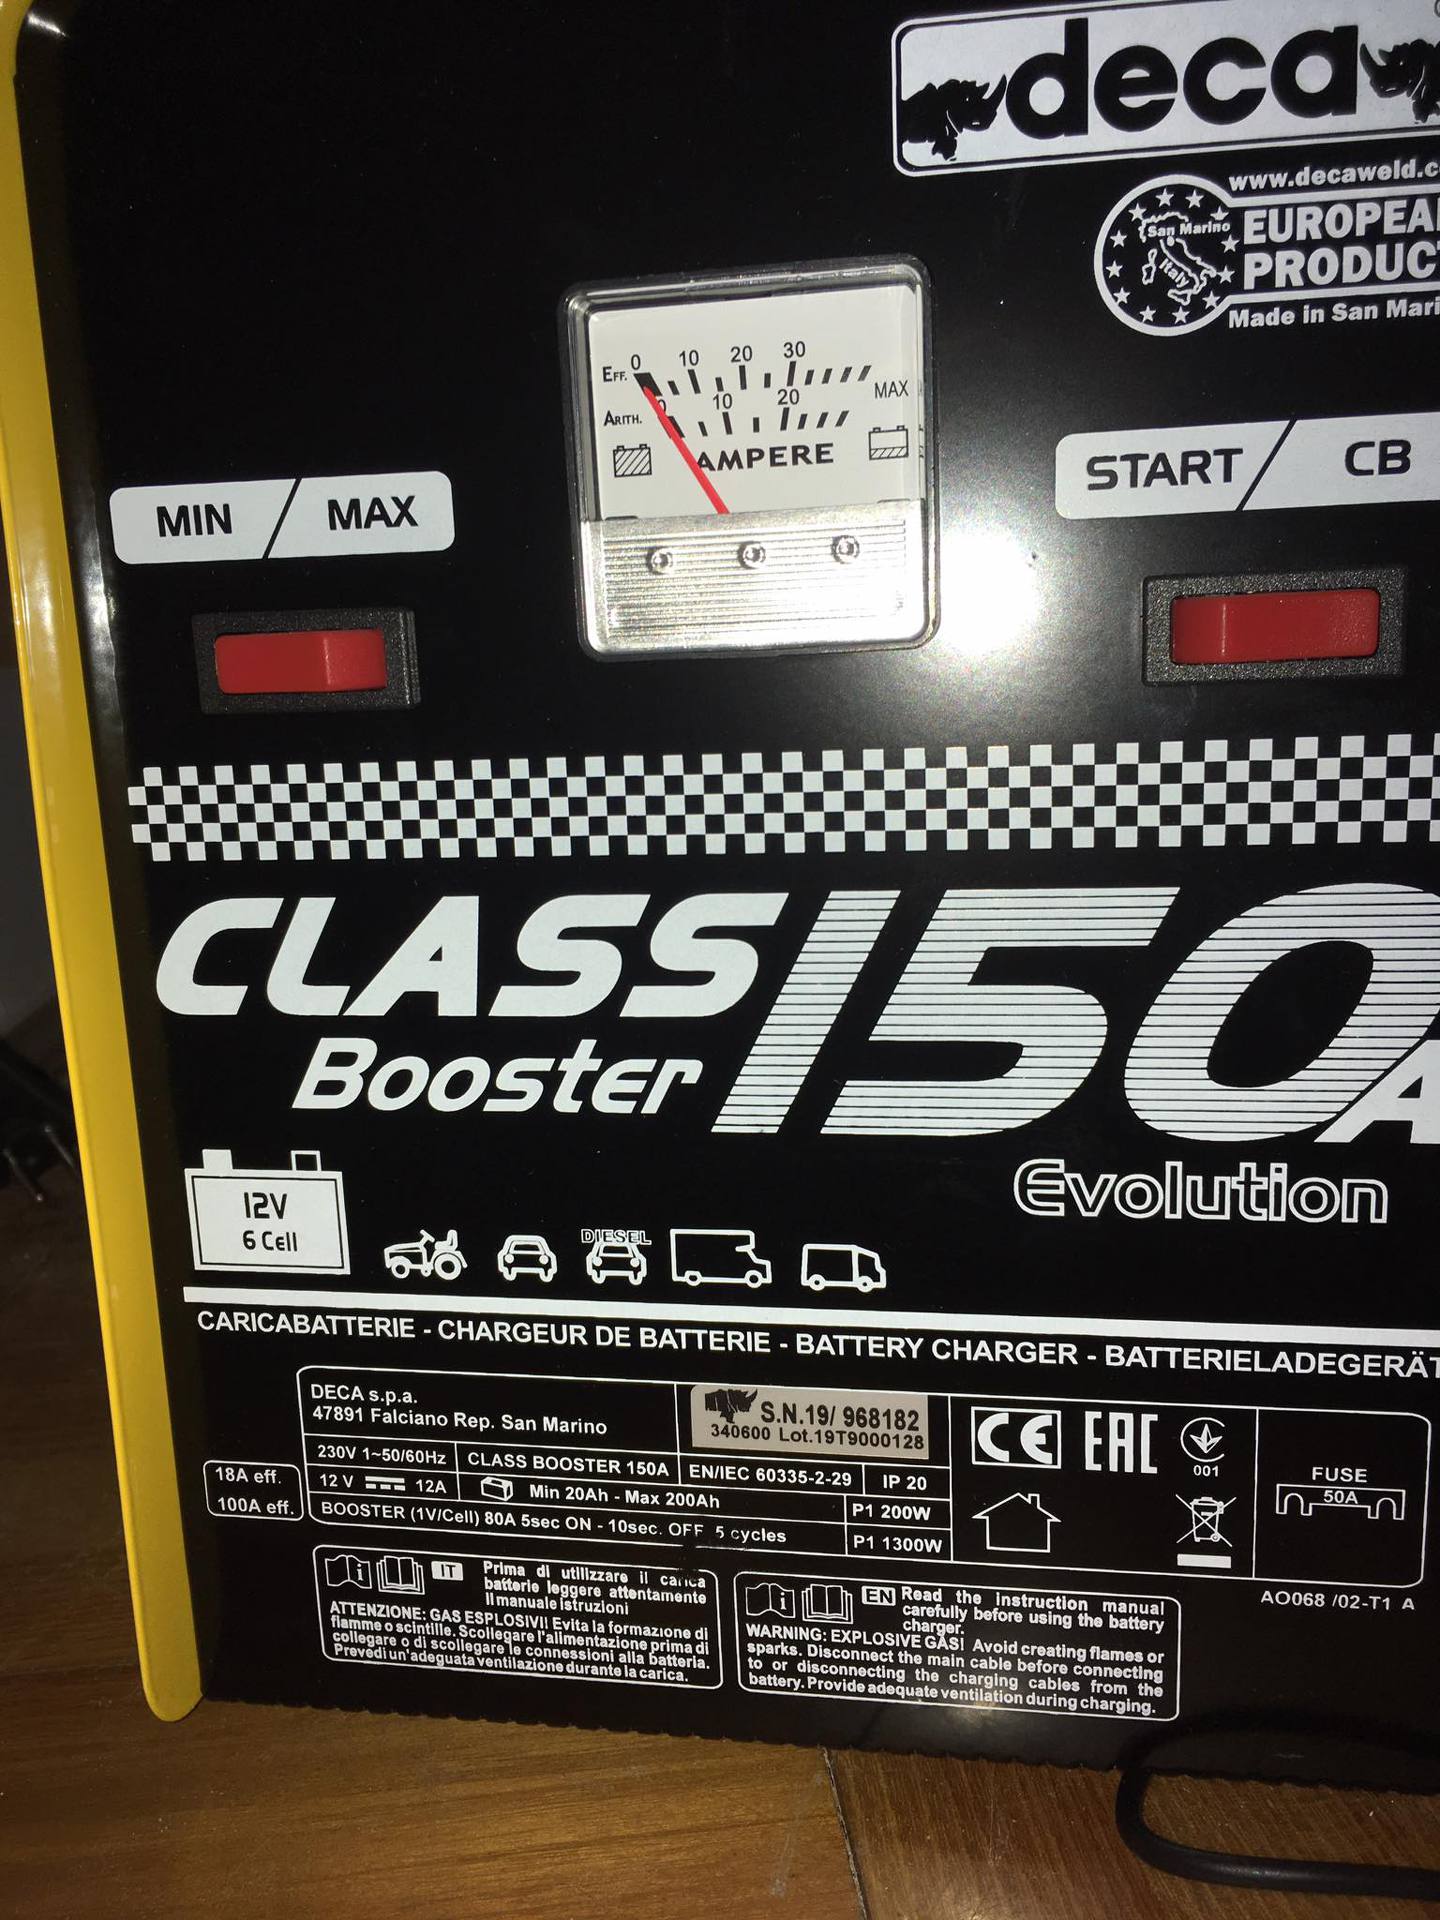 deca
www.decaweld.c
San Marino
Italy
EUROPEA
PRODUCT
Made in San Mari
0 10 20 30
EFF.
MAX
0 10 20
ARITH.
AMPERE
MIN / MAX
START / CB
CLASS 150A
Booster
Evolution
12V
6 Cell
DIESEL
CARICABATTERIE - CHARGEUR DE BATTERIE - BATTERY CHARGER - BATTERIELADEGERÄT
DECA s.p.a.
47891 Falciano Rep. San Marino
S.N.19/ 968182
340600 Lot.19T9000128
230V 1~50/60Hz
CLASS BOOSTER 150A
EN/IEC 60335-2-29
IP 20
18A eff.
12 V 12A
Min 20Ah - Max 200Ah
P1 200W
100A eff.
BOOSTER (1V/Cell) 80A 5sec ON - 10sec. OFF 5 cycles
P1 1300W
CE EAC
001
FUSE
50A
AO068 /02-T1 A
i IT
Prima di utilizzare il carica
batterie leggere attentamente
il manuale istruzioni
ATTENZIONE: GAS ESPLOSIVI! Evita la formazione di
fiamme o scintille. Scollegare l'alimentazione prima di
collegare o di scollegare le connessioni alla batteria.
Prevedi un'adeguata ventilazione durante la carica.
i EN
Read the instruction manual
carefully before using the battery
charger.
WARNING: EXPLOSIVE GAS! Avoid creating flames or
sparks. Disconnect the main cable before connecting
to or disconnecting the charging cables from the
battery. Provide adequate ventilation during charging.